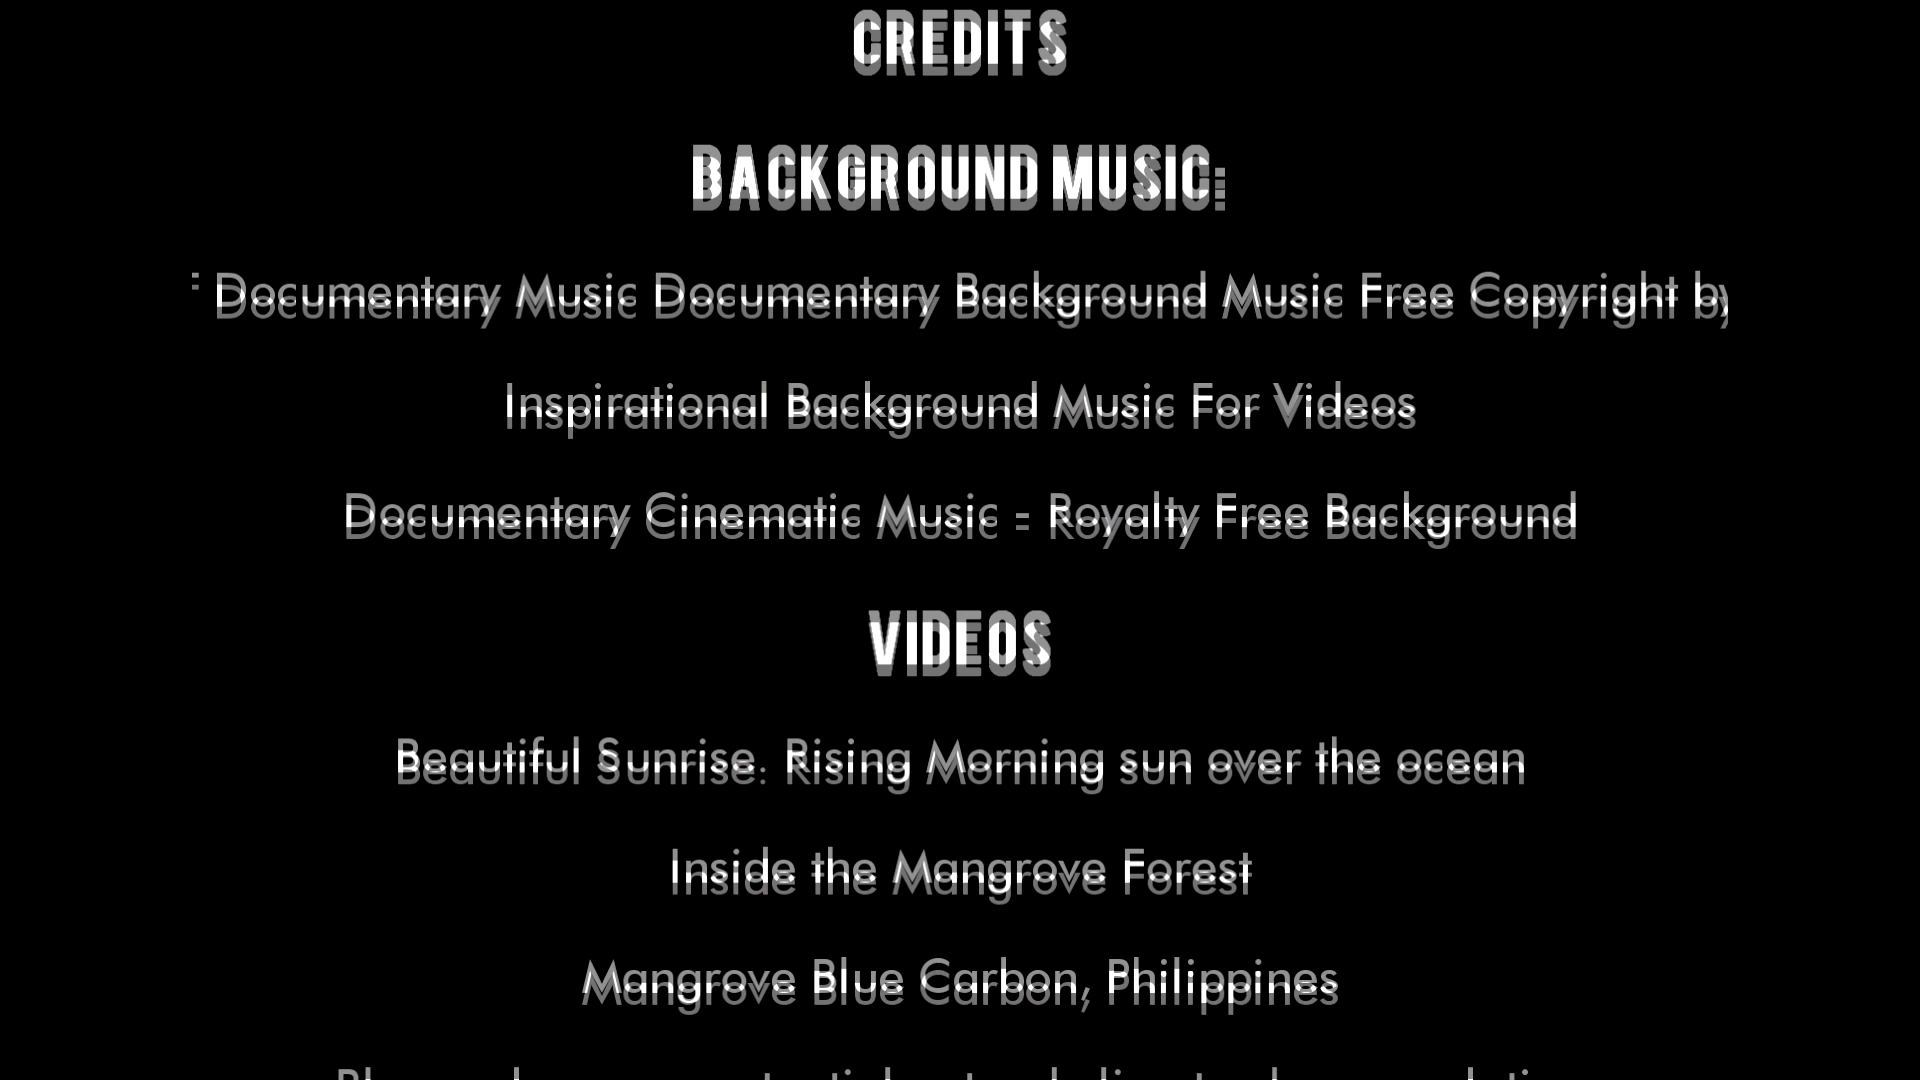 CREDITS
BACKGROUND MUSIC:
Documentary Music Documentary Background Music Free Copyright by
Inspirational Background Music For Videos
Documentary Cinematic Music - Royalty Free Background
VIDEOS
Beautiful Sunrise. Rising Morning sun over the ocean
Inside the Mangrove Forest
Mangrove Blue Carbon, Philippines